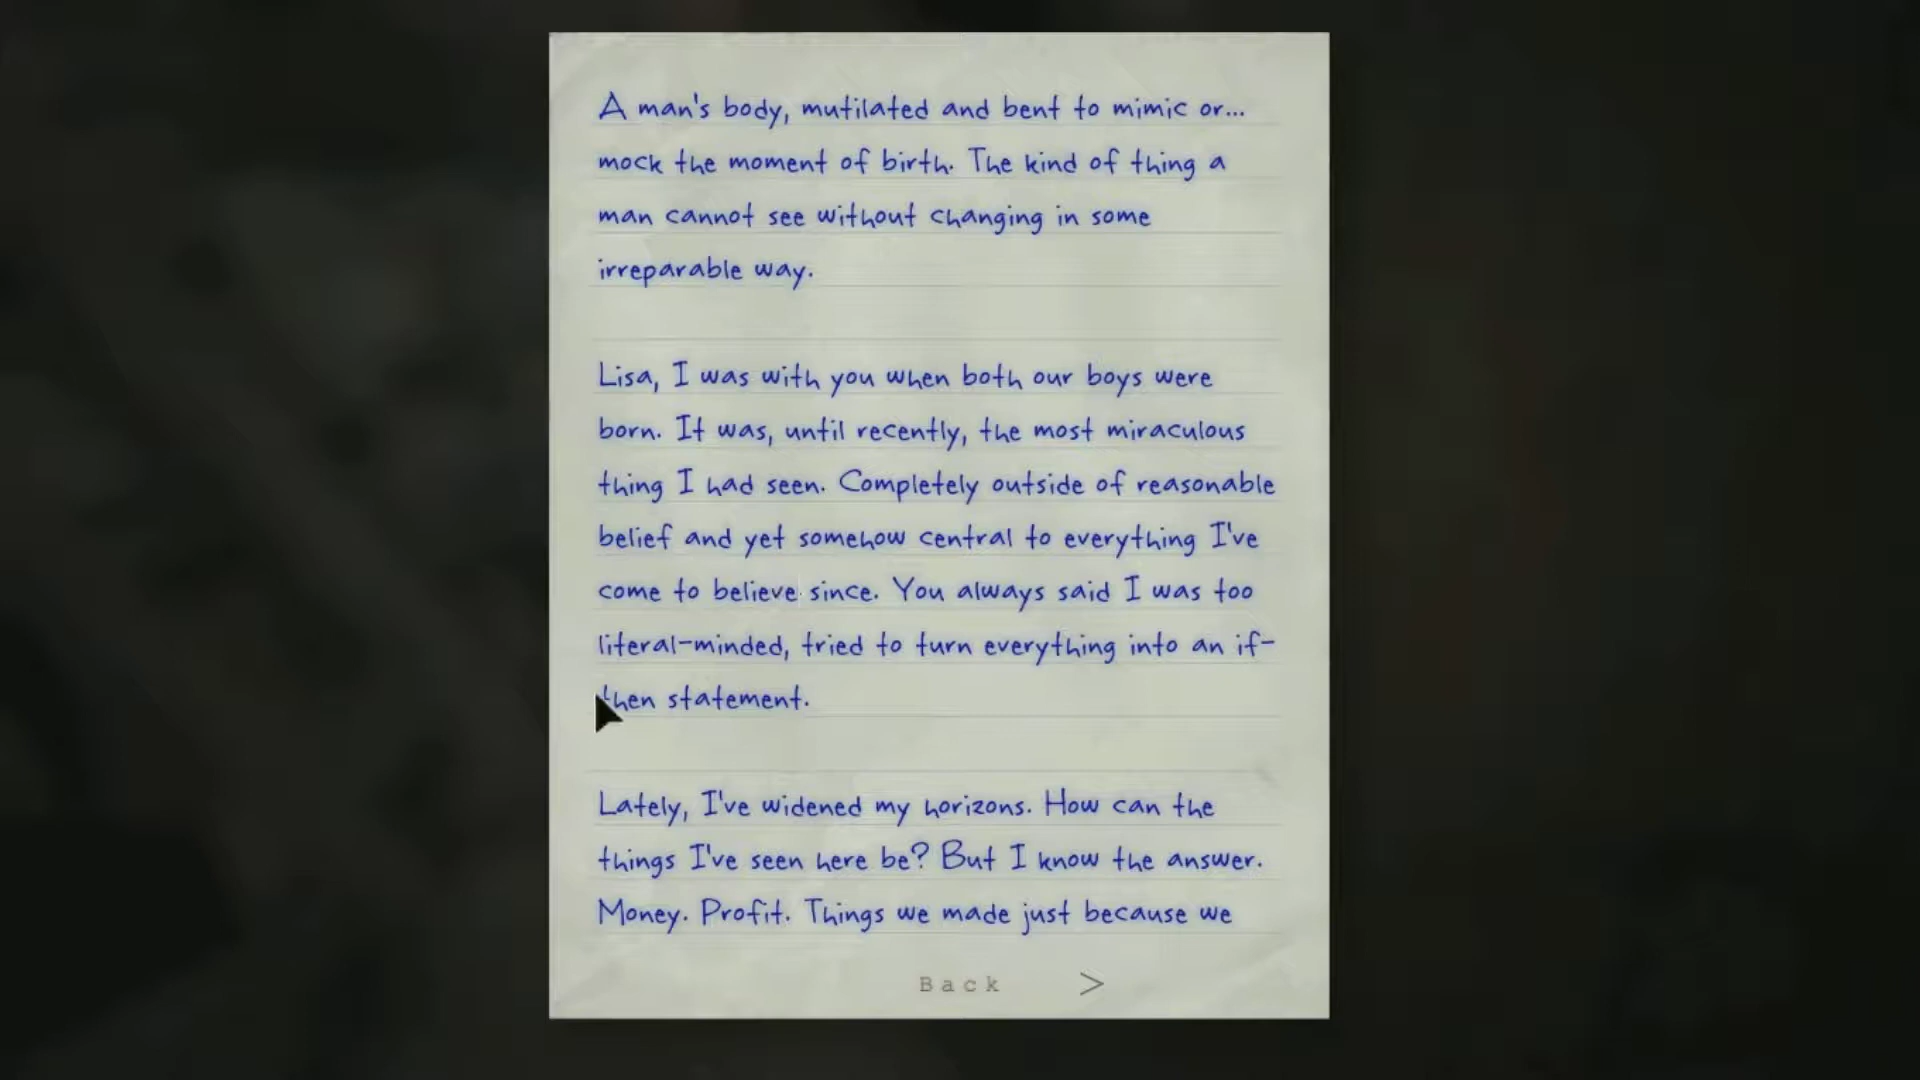 A man's body, mutilated and bent to mimic or...
mock the moment of birth. The kind of thing a
man cannot see without changing in some
irreparable way.
Lisa, I was with you when both our boys were
born. It was, until recently, the most miraculous
thing I had seen. Completely outside of reasonable
belief and yet somehow central to everything I've
come to believe since. You always said I was too
literal-minded, tried to turn everything into an if-
then statement.
Lately, I've widened my horizons. How can the
things I've seen here be? But I know the answer.
Money. Profit. Things we made just because we
Back >